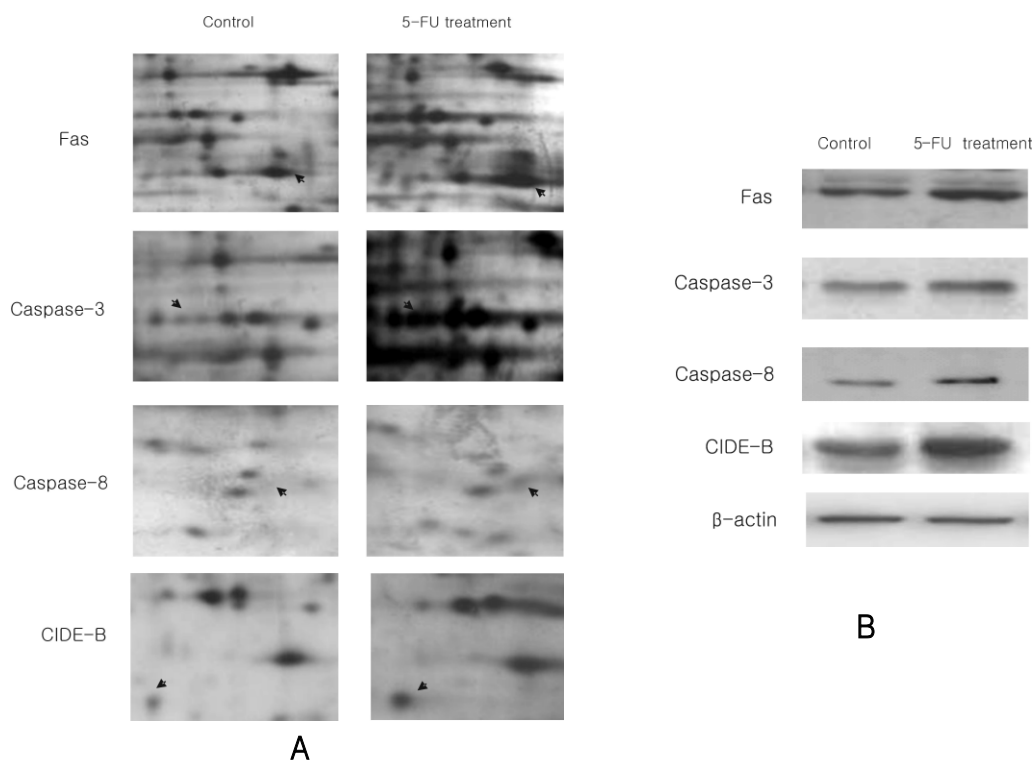 Control 5-FU treatment
Fas
Caspase-3
Caspase-8
CIDE-B
A
Control 5-FU treatment
Fas
Caspase-3
Caspase-8
CIDE-B
β-actin
B